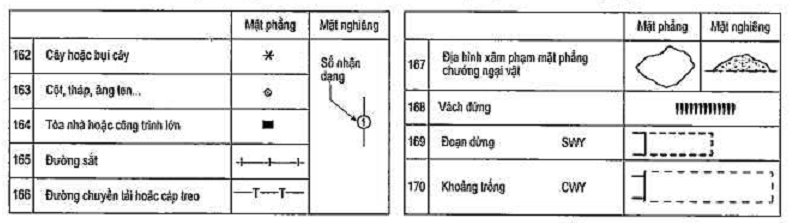 Mặt phẳng Mặt nghiêng
162 Cây hoặc bụi cây
Số nhận
dạng
163 Cột, tháp, ăng ten...
1
164 Tòa nhà hoặc công trình lớn
165 Đường sắt
166 Đường chuyền tải hoặc cáp treo T T
Mặt phẳng Mặt nghiêng
167 Địa hình xâm phạm mặt phẳng
chướng ngại vật
168 Vách đứng
169 Đoạn dừng SWY
170 Khoảng trống CWY